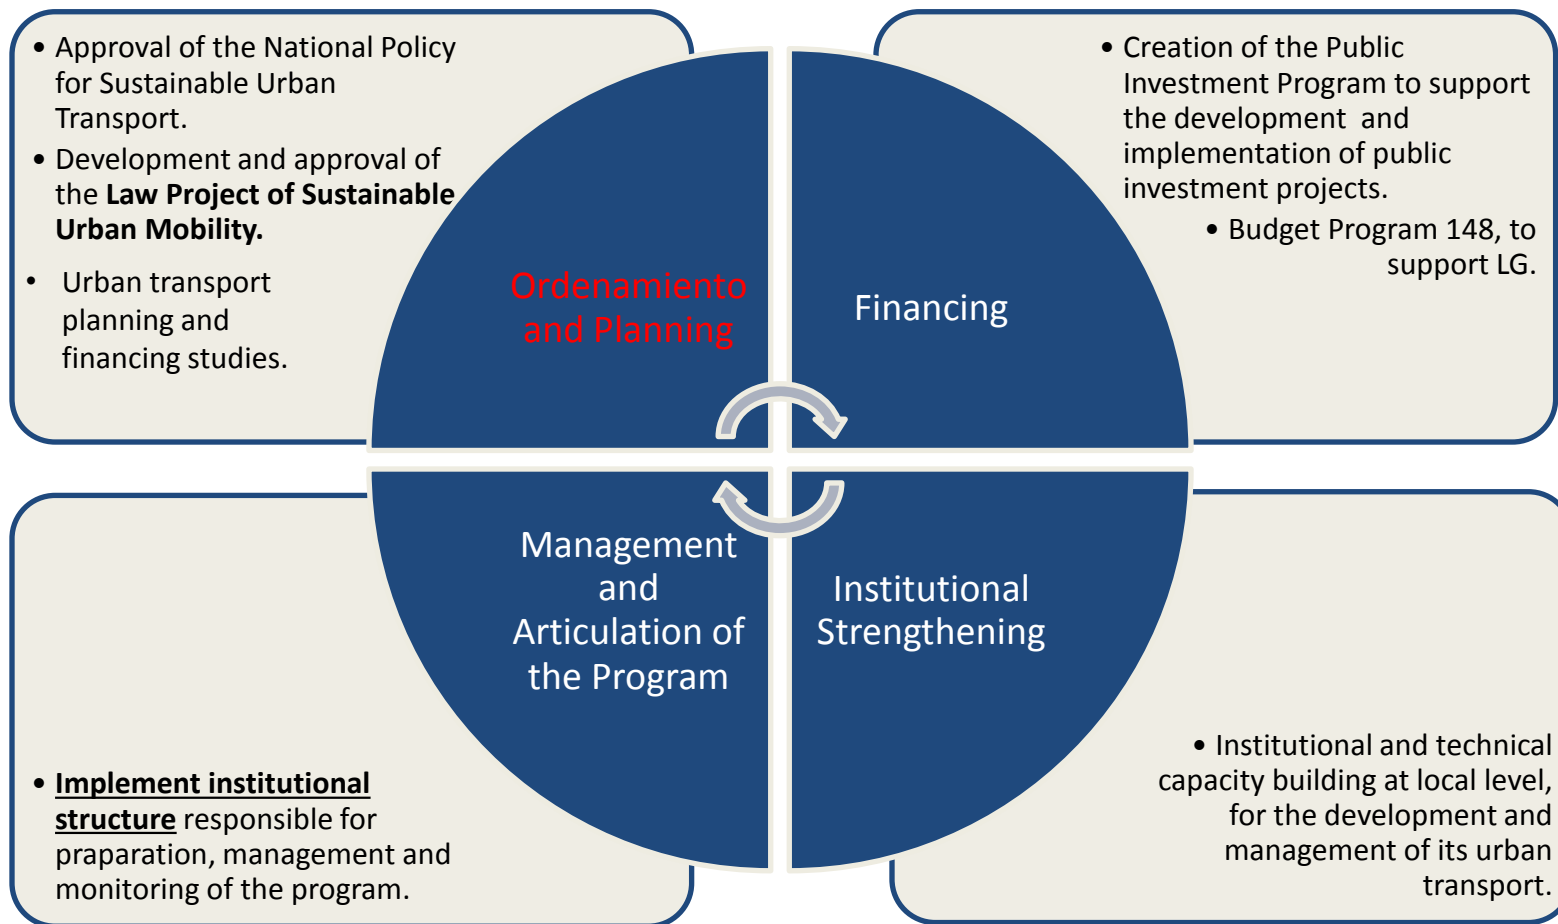 • Approval of the National Policy
for Sustainable Urban
Transport.
• Development and approval of
the Law Project of Sustainable
Urban Mobility.
• Urban transport
planning and
financing studies.
Ordenamiento
and Planning
Financing
• Creation of the Public
Investment Program to support
the development and
implementation of public
investment projects.
• Budget Program 148, to
support LG.
Management
and
Articulation of
the Program
Institutional
Strengthening
• Implement institutional
structure responsible for
praparation, management and
monitoring of the program.
• Institutional and technical
capacity building at local level,
for the development and
management of its urban
transport.